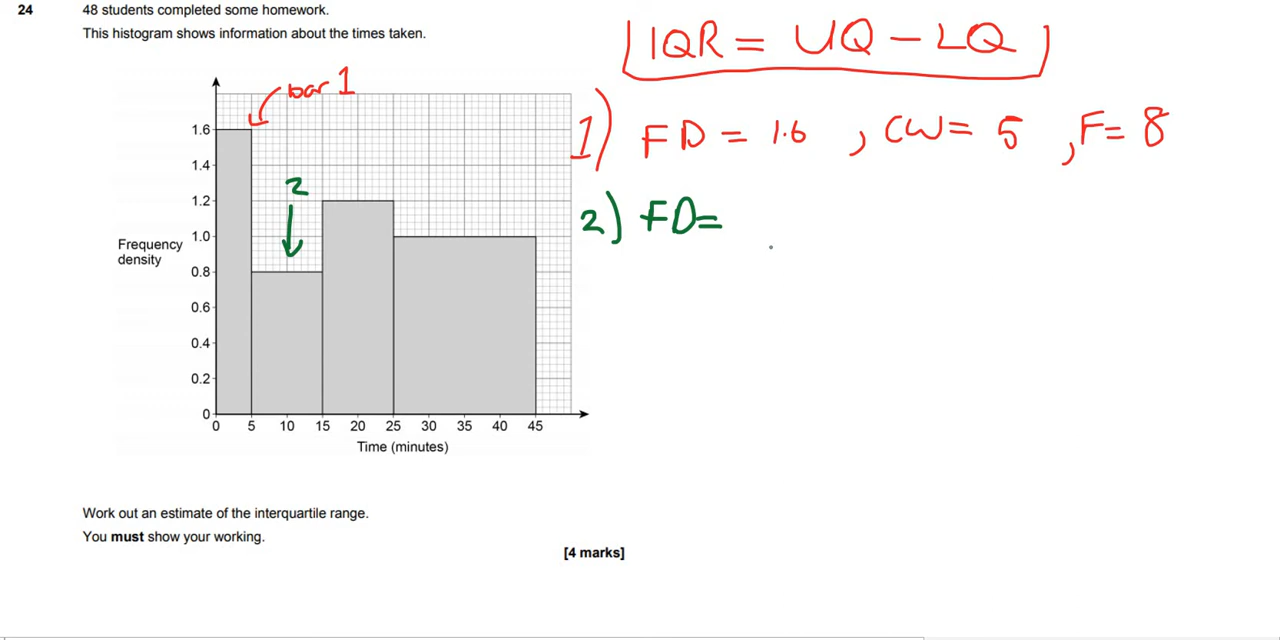 24 48 students completed some homework.
This histogram shows information about the times taken.
IQR = UQ - LQ
bar 1
1) FD = 1.6 , CW = 5 , F = 8
2) FD=
2
1.6
1.4
1.2
1.0
0.8
0.6
0.4
0.2
0
Frequency
density
0 5 10 15 20 25 30 35 40 45
Time (minutes)
Work out an estimate of the interquartile range.
You must show your working.
[4 marks]